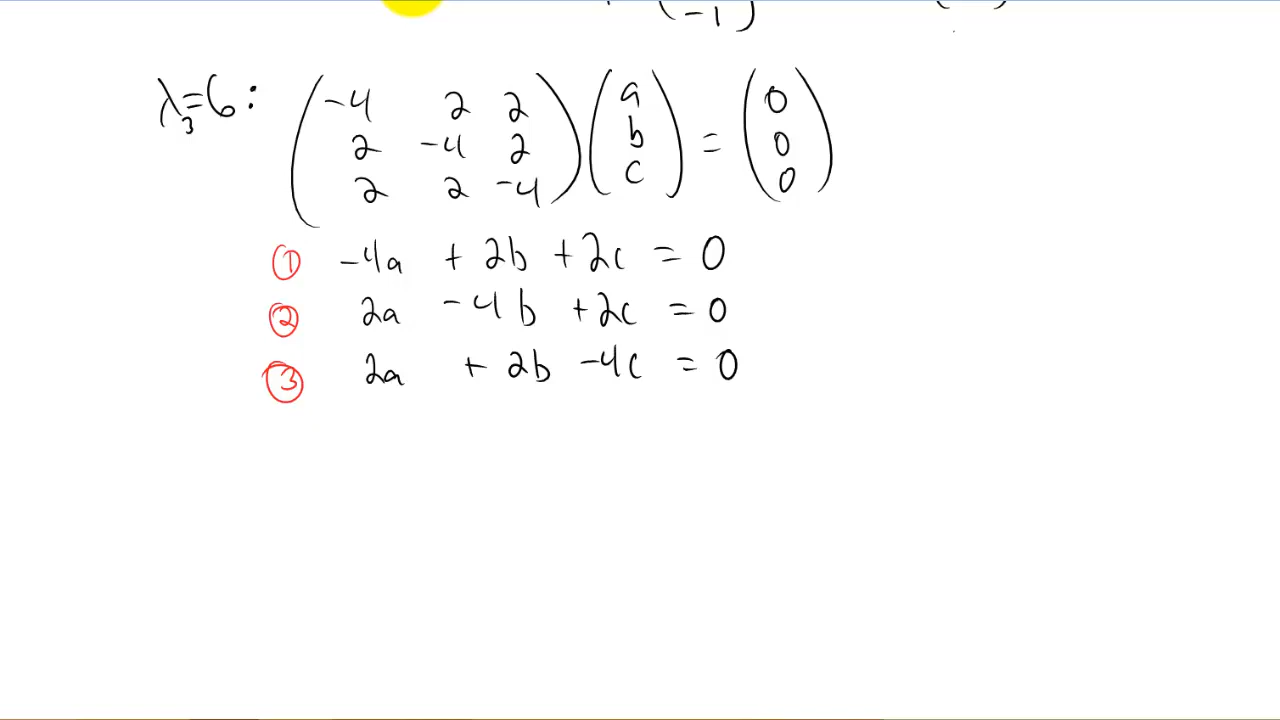 (-1)
λ₃=6: (-4 2 2) (a) = (0)
(2 -4 2) (b) (0)
(2 2 -4) (c) (0)
① -4a + 2b + 2c = 0
② 2a - 4b + 2c = 0
③ 2a + 2b - 4c = 0